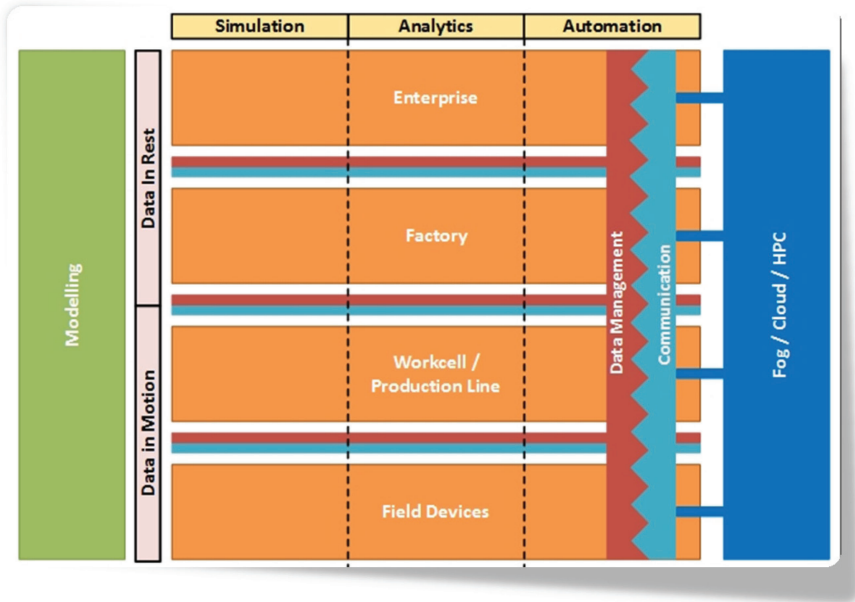 Simulation
Analytics
Automation
Modelling
Data In Rest
Data in Motion
Enterprise
Factory
Workcell /
Production Line
Field Devices
Data Management
Communication
Fog / Cloud / HPC